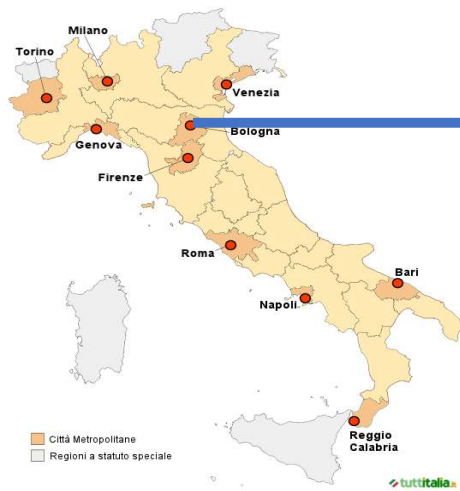 Milano
Torino
Venezia
Bologna
Genova
Firenze
Roma
Bari
Napoli
Reggio
Calabria
Città Metropolitane
Regioni a statuto speciale
tuttitalia.it